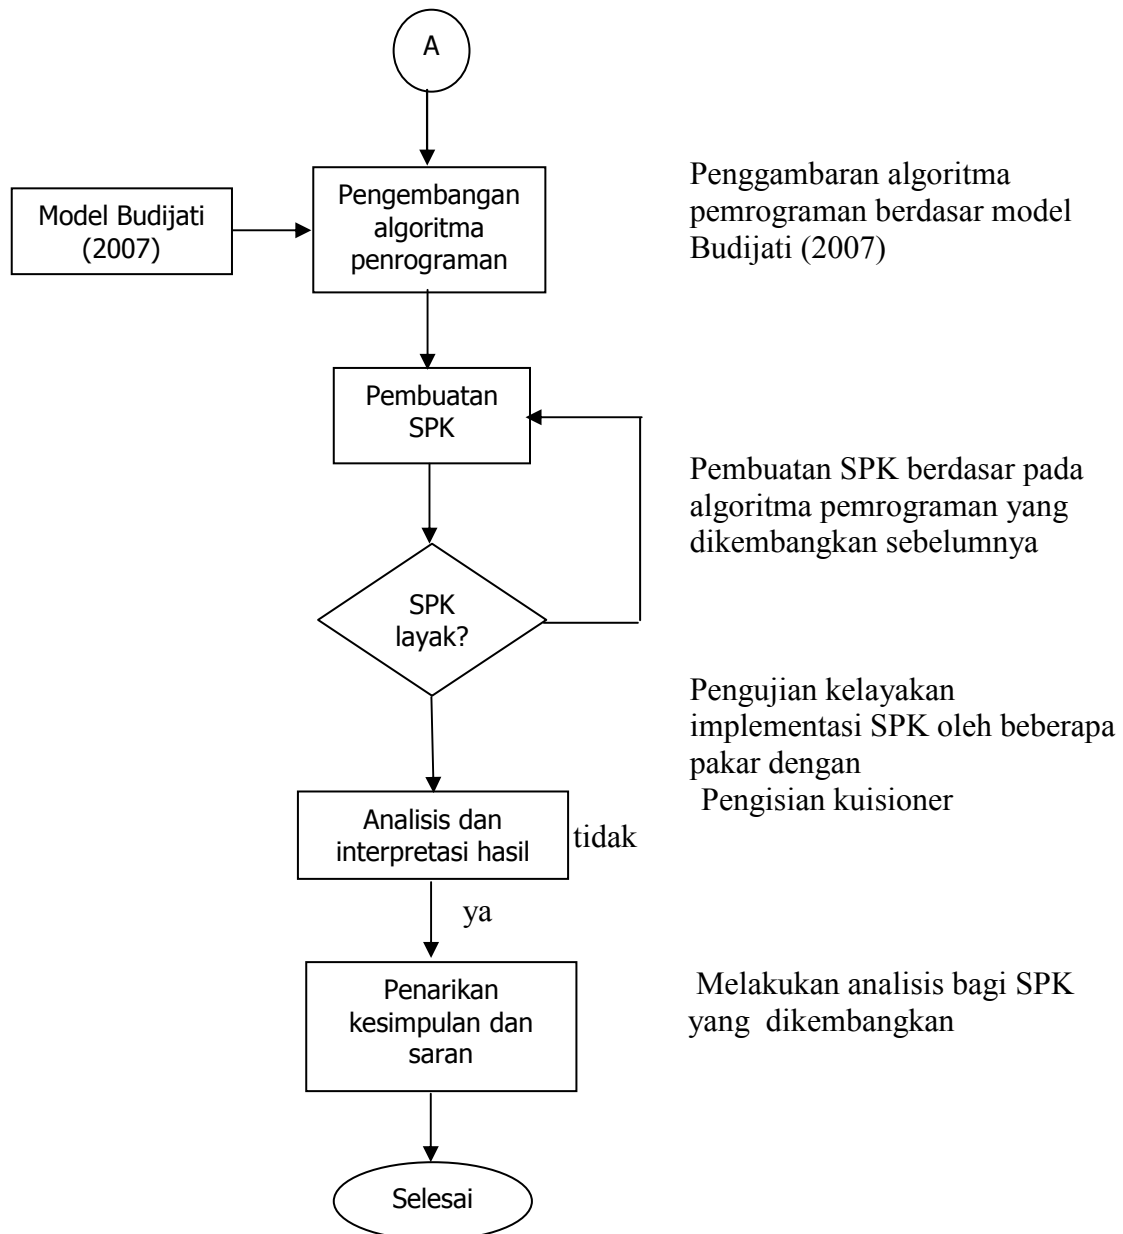 A
Model Budijati
(2007)
Pengembangan
algoritma
penrograman
Penggambaran algoritma
pemrograman berdasar model
Budijati (2007)
Pembuatan
SPK
Pembuatan SPK berdasar pada
algoritma pemrograman yang
dikembangkan sebelumnya
SPK
layak?
Pengujian kelayakan
implementasi SPK oleh beberapa
pakar dengan
Pengisian kuisioner
Analisis dan
interpretasi hasil
tidak
ya
Penarikan
kesimpulan dan
saran
Melakukan analisis bagi SPK
yang dikembangkan
Selesai